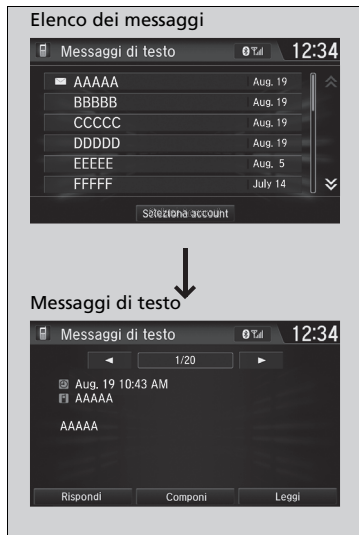 Elenco dei messaggi
Messaggi di testo 12:34
AAAAA Aug. 19
BBBBB Aug. 19
CCCCC Aug. 19
DDDDD Aug. 19
EEEEE Aug. 5
FFFFF July 14
Seleziona account
Messaggi di testo
Messaggi di testo 12:34
1/20
Aug. 19 10:43 AM
AAAAA
AAAAA
Rispondi Componi Leggi